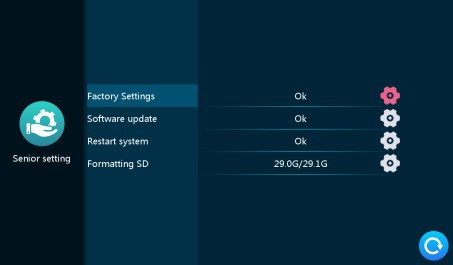 Factory Settings Ok
Software update Ok
Restart system Ok
Senior setting
Formatting SD 29.0G/29.1G